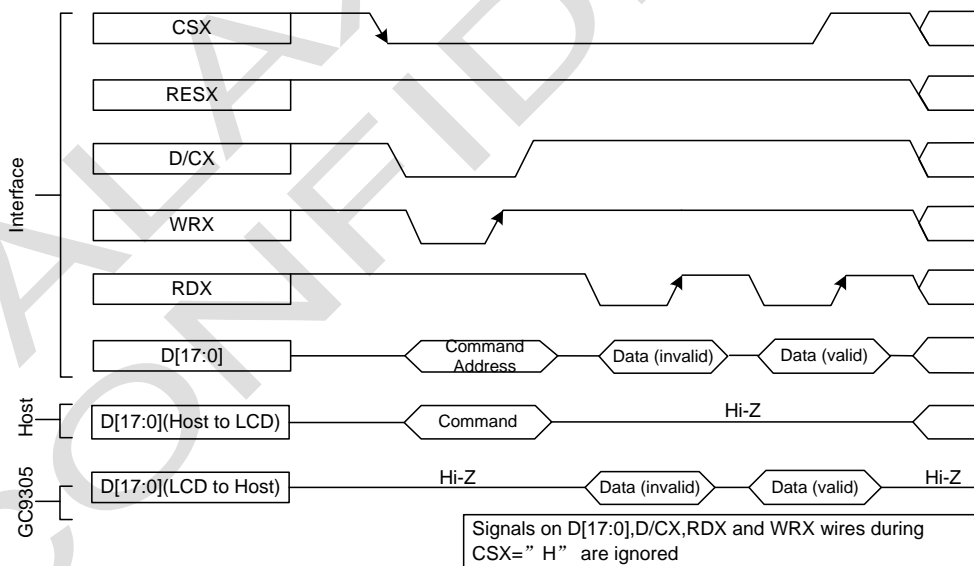 CSX
RESX
D/CX
WRX
RDX
D[17:0]
Command
Address
Data (invalid)
Data (valid)
Interface
Host
D[17:0](Host to LCD)
Command
Hi-Z
GC9305
D[17:0](LCD to Host)
Hi-Z
Data (invalid)
Data (valid)
Hi-Z
Signals on D[17:0],D/CX,RDX and WRX wires during
CSX=”H” are ignored